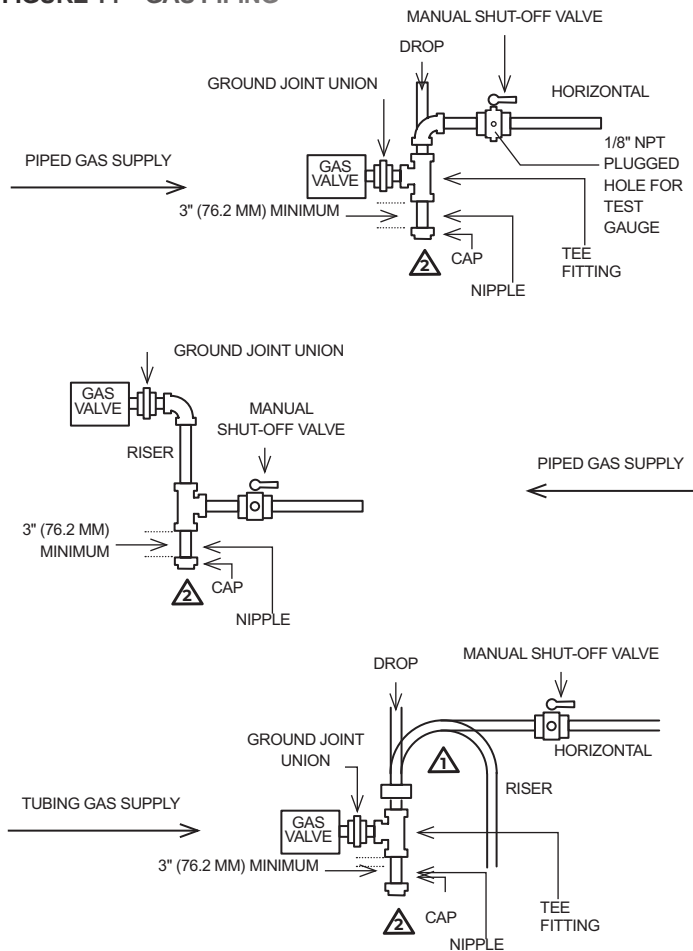 MANUAL SHUT-OFF VALVE
DROP
GROUND JOINT UNION
HORIZONTAL
1/8" NPT
PLUGGED
HOLE FOR
TEST
GAUGE
PIPED GAS SUPPLY
GAS
VALVE
3" (76.2 MM) MINIMUM
2
CAP
TEE
FITTING
NIPPLE
GROUND JOINT UNION
GAS
VALVE
MANUAL
SHUT-OFF VALVE
RISER
PIPED GAS SUPPLY
3" (76.2 MM)
MINIMUM
2
CAP
NIPPLE
MANUAL SHUT-OFF VALVE
DROP
GROUND JOINT
UNION
HORIZONTAL
1
RISER
TUBING GAS SUPPLY
GAS
VALVE
3" (76.2 MM) MINIMUM
2
CAP
TEE
FITTING
NIPPLE